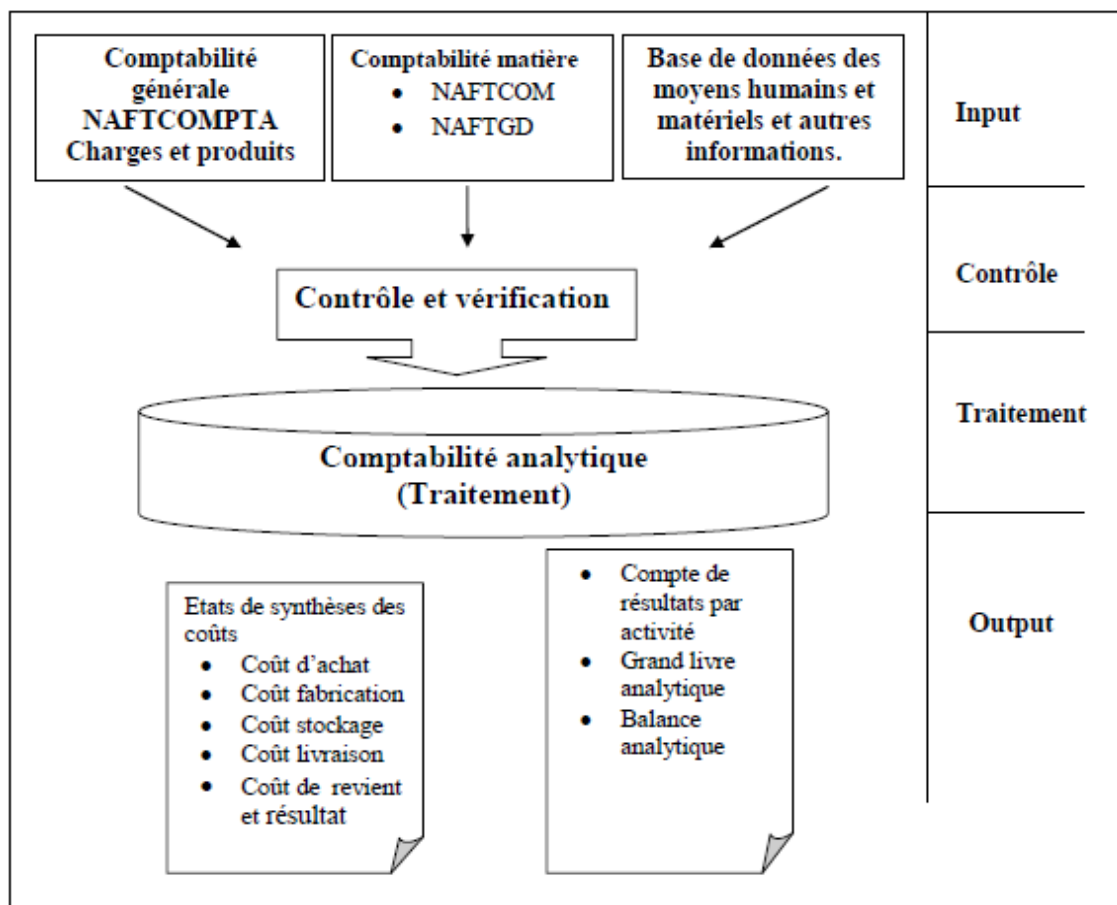 Comptabilité
générale
NAFTCOMPTA
Charges et produits
Comptabilité matière
• NAFTCOM
• NAFTGD
Base de données des
moyens humains et
matériels et autres
informations.
Input
Contrôle et vérification
Contrôle
Comptabilité analytique
(Traitement)
Traitement
Etats de synthèses des
coûts
• Coût d’achat
• Coût fabrication
• Coût stockage
• Coût livraison
• Coût de revient
et résultat
• Compte de
résultats par
activité
• Grand livre
analytique
• Balance
analytique
Output